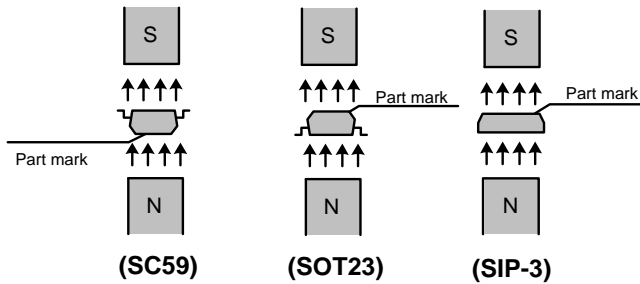 S S S
Part mark Part mark
Part mark
N N N
(SC59) (SOT23) (SIP-3)